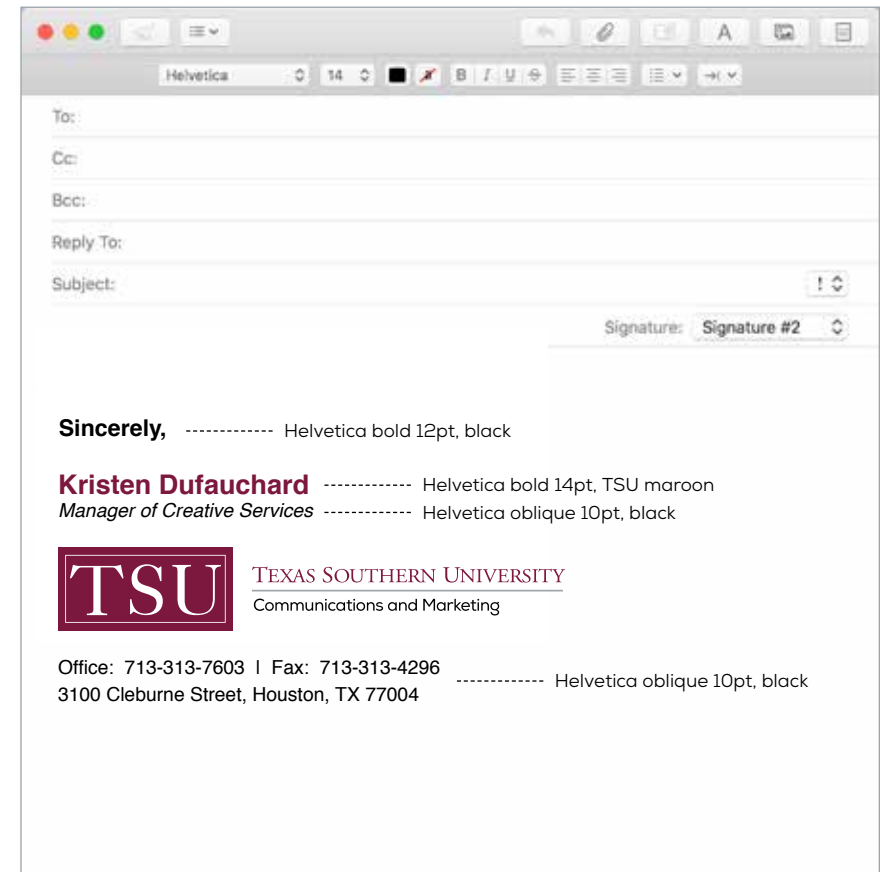 Helvetica 14 B I U S
A
To:
Cc:
Bcc:
Reply To:
Subject: !
Signature: Signature #2
Sincerely, ------------- Helvetica bold 12pt, black
Kristen Dufauchard ------------- Helvetica bold 14pt, TSU maroon
Manager of Creative Services ------------- Helvetica oblique 10pt, black
TSU
TEXAS SOUTHERN UNIVERSITY
Communications and Marketing
Office: 713-313-7603 | Fax: 713-313-4296
3100 Cleburne Street, Houston, TX 77004
------------- Helvetica oblique 10pt, black